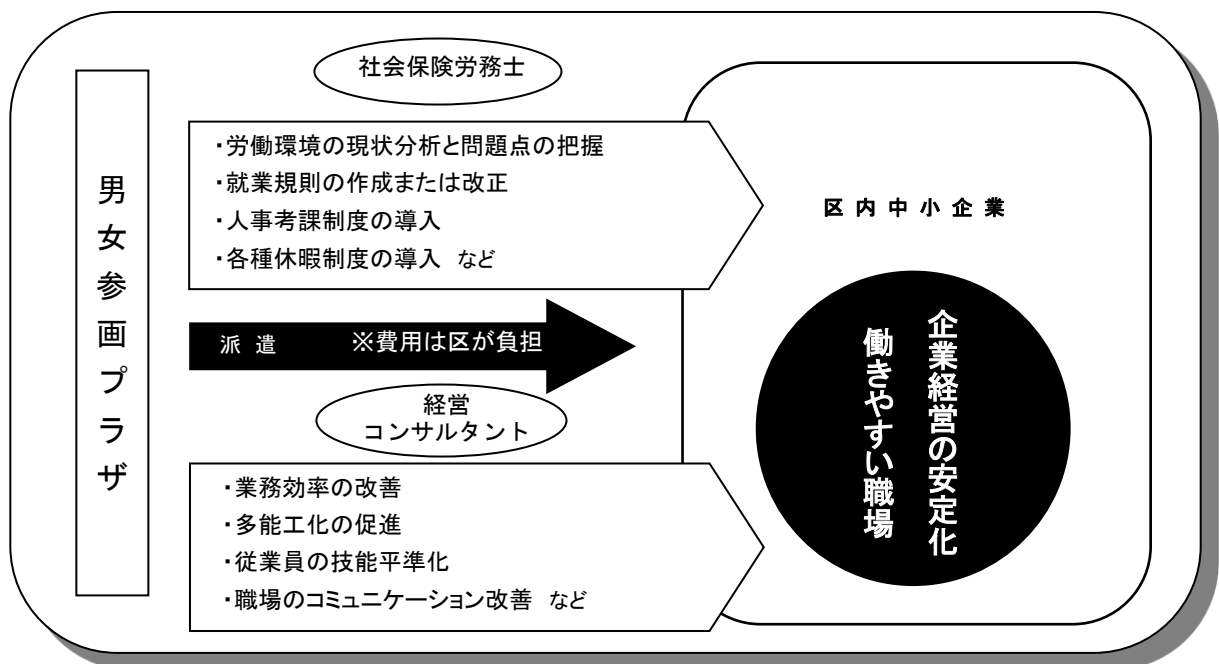 男女参画プラザ
社会保険労務士
・労働環境の現状分析と問題点の把握
・就業規則の作成または改正
・人事考課制度の導入
・各種休暇制度の導入 など
派 遣 ※費用は区が負担
経営
コンサルタント
・業務効率の改善
・多能工化の促進
・従業員の技能平準化
・職場のコミュニケーション改善 など
区内中小企業
企業経営の安定化
働きやすい職場